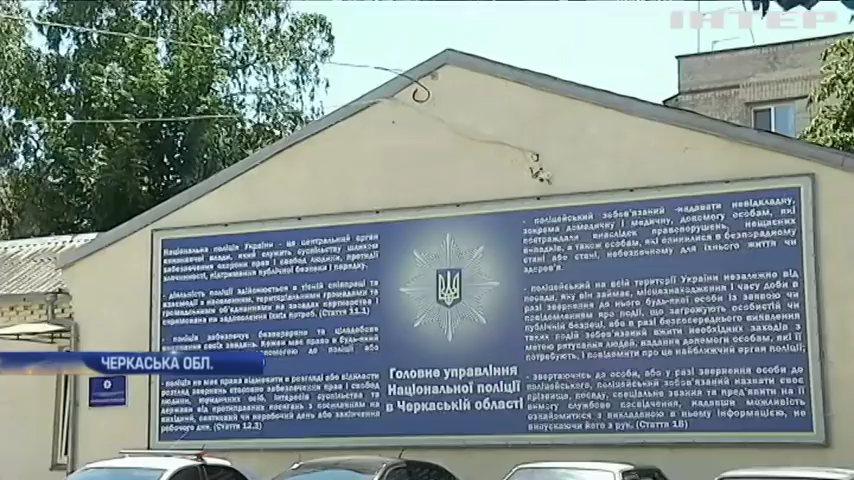 ІНТЕР
Національна поліція України - це центральний орган
виконавчої влади, який служить суспільству шляхом
забезпечення охорони прав і свобод людини, протидії
злочинності, підтримання публічної безпеки і порядку.
- діяльність поліції здійснюється в тісній співпраці та
взаємодії з населенням, територіальними громадами та
громадськими об'єднаннями на засадах партнерства і
спрямована на задоволення їхніх потреб. (Стаття 11.1)
- поліція забезпечує безперервне та цілодобове
виконання своїх завдань. Кожен має право в будь-який
допомогою до поліції або
- поліція не має права відмовити в розгляді або відкласти
розгляд звернень стосовно забезпечення прав і свобод
людини, юридичних осіб, інтересів суспільства та
держави від протиправних посягань з посиланням на
вихідний, святковий чи неробочий день або закінчення
робочого дня. (Стаття 12.3)
Головне управління
Національної поліції
в Черкаській області
- поліцейський зобов'язаний надавати невідкладну,
зокрема домедичну і медичну, допомогу особам, які
постраждали внаслідок правопорушень, нещасних
випадків, а також особам, які опинилися в безпорадному
стані або стані, небезпечному для їхнього життя чи
здоров'я.
- поліцейський на всій території України незалежно від
посади, яку він займає, місцезнаходження і часу доби в
разі звернення до нього будь-якої особи із заявою чи
повідомленням про події, що загрожують особистій чи
публічній безпеці, або в разі безпосереднього виявлення
таких подій зобов'язаний вжити необхідних заходів з
метою рятування людей, надання допомоги особам, які її
потребують, і повідомити про це найближчий орган поліції;
- звертаючись до особи, або у разі звернення особи до
поліцейського, поліцейський зобов'язаний назвати своє
прізвище, посаду, спеціальне звання та пред'явити на її
вимогу службове посвідчення, надавши можливість
ознайомитися з викладеною в ньому інформацією, не
випускаючи його з рук. (Стаття 18)
ЧЕРКАСЬКА ОБЛ.